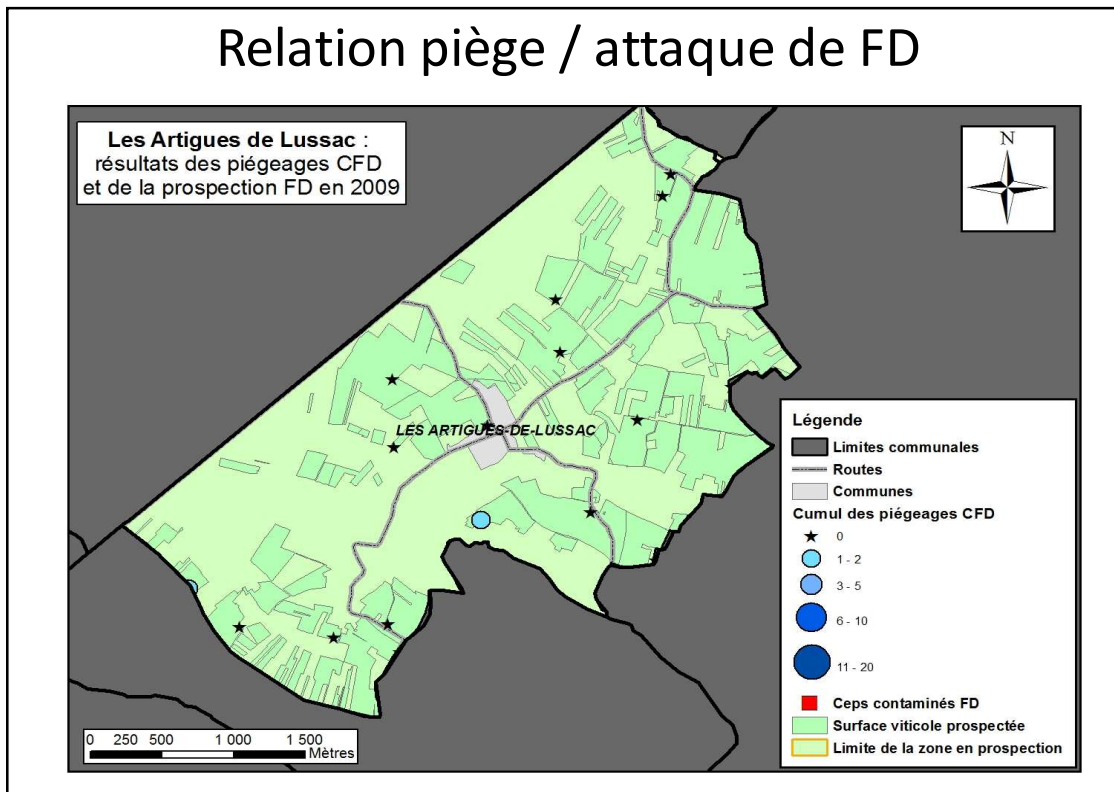 Relation piège / attaque de FD
Les Artigues de Lussac :
résultats des piégeages CFD
et de la prospection FD en 2009
N
LES ARTIGUES-DE-LUSSAC
Légende
Limites communales
Routes
Communes
Cumul des piégeages CFD
0
1 - 2
3 - 5
6 - 10
11 - 20
Ceps contaminés FD
Surface viticole prospectée
Limite de la zone en prospection
0 250 500 1 000 1 500
Mètres